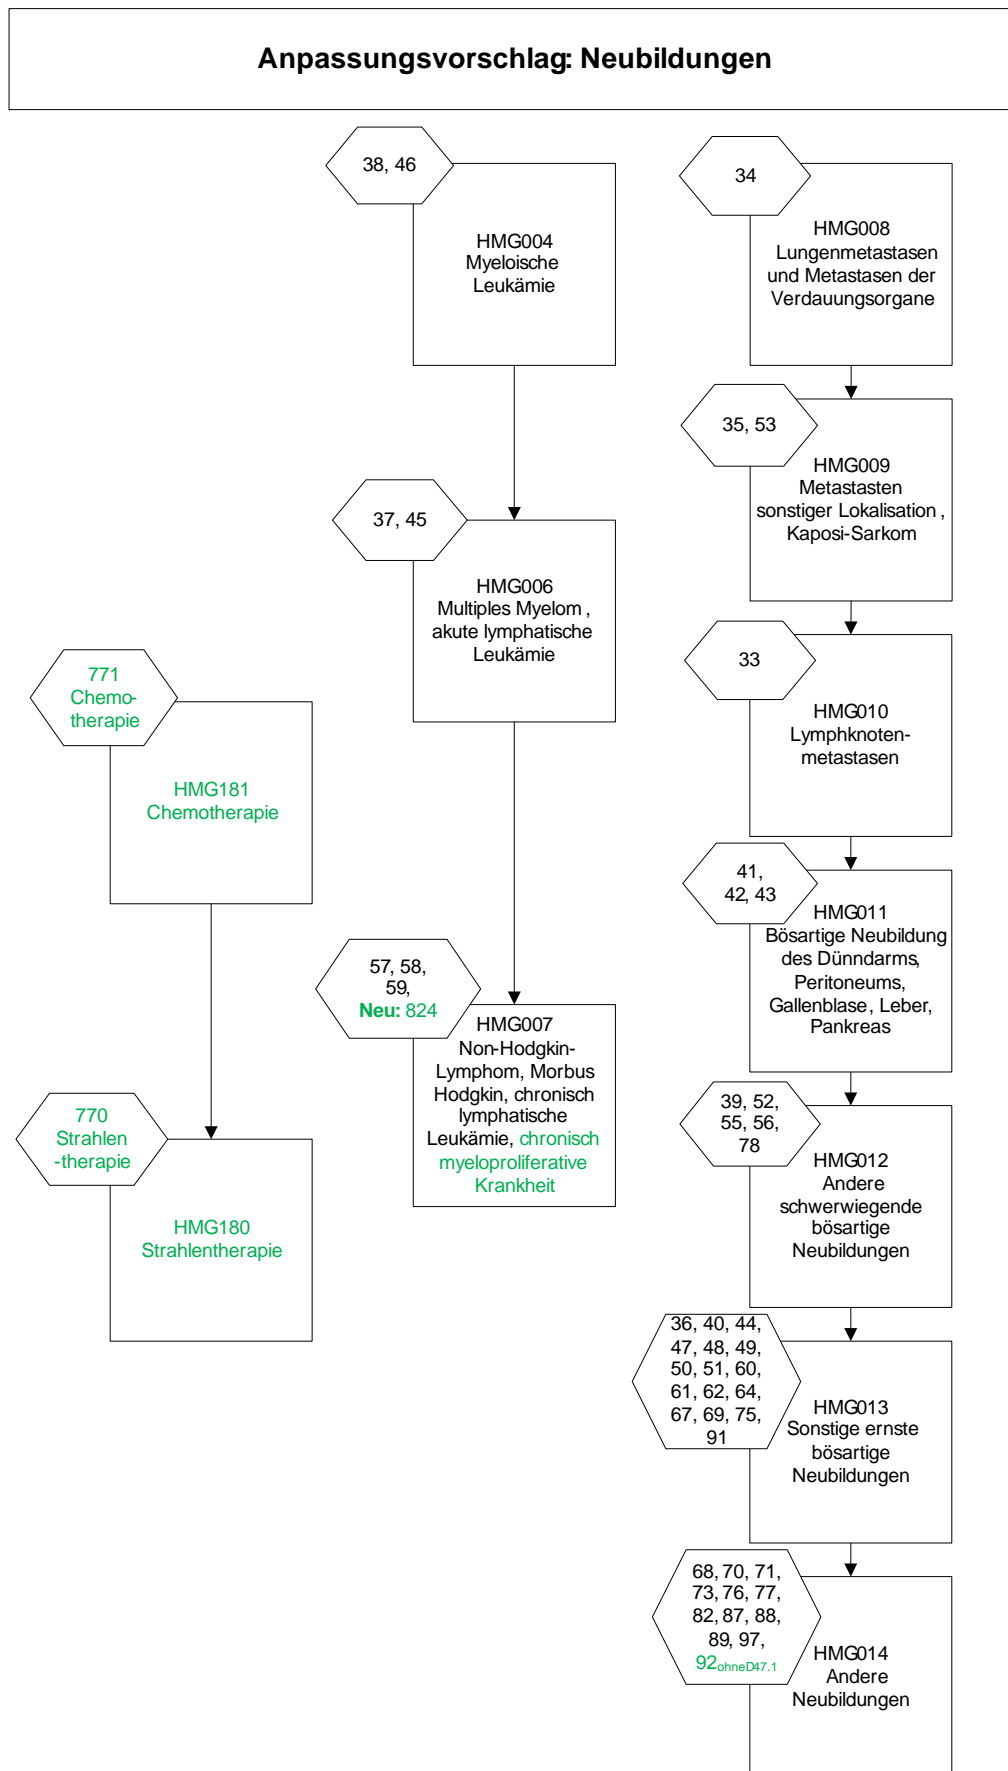 Anpassungsvorschlag: Neubildungen
771
Chemo-
therapie
HMG181
Chemotherapie
770
Strahlen
-therapie
HMG180
Strahlentherapie
38, 46
HMG004
Myeloische
Leukämie
37, 45
HMG006
Multiples Myelom ,
akute lymphatische
Leukämie
57, 58,
59,
Neu: 824
HMG007
Non-Hodgkin-
Lymphom, Morbus
Hodgkin, chronisch
lymphatische
Leukämie, chronisch
myeloproliferative
Krankheit
34
HMG008
Lungenmetastasen
und Metastasen der
Verdauungsorgane
35, 53
HMG009
Metastasten
sonstiger Lokalisation ,
Kaposi-Sarkom
33
HMG010
Lymphknoten-
metastasen
41,
42, 43
HMG011
Bösartige Neubildung
des Dünndarms,
Peritoneums,
Gallenblase, Leber,
Pankreas
39, 52,
55, 56,
78
HMG012
Andere
schwerwiegende
bösartige
Neubildungen
36, 40, 44,
47, 48, 49,
50, 51, 60,
61, 62, 64,
67, 69, 75,
91
HMG013
Sonstige ernste
bösartige
Neubildungen
68, 70, 71,
73, 76, 77,
82, 87, 88,
89, 97,
92ohneD47.1
HMG014
Andere
Neubildungen